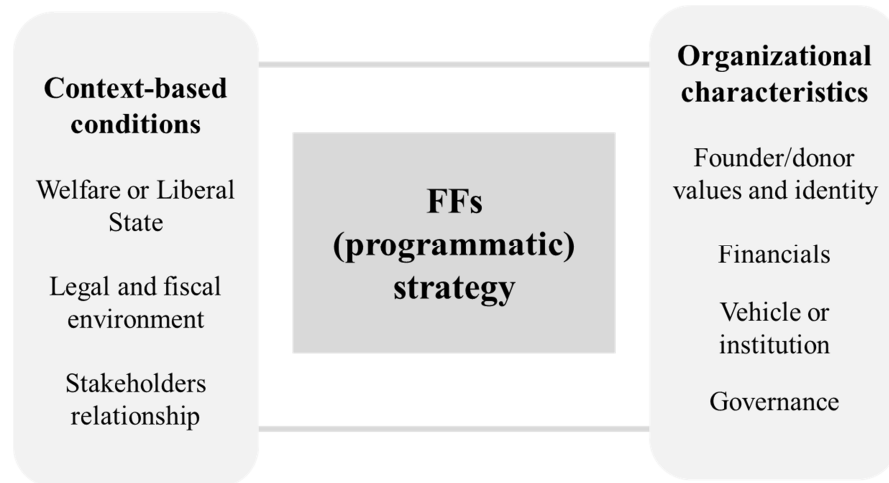 Context-based
conditions
Welfare or Liberal
State
Legal and fiscal
environment
Stakeholders
relationship
FFs
(programmatic)
strategy
Organizational
characteristics
Founder/donor
values and identity
Financials
Vehicle or
institution
Governance